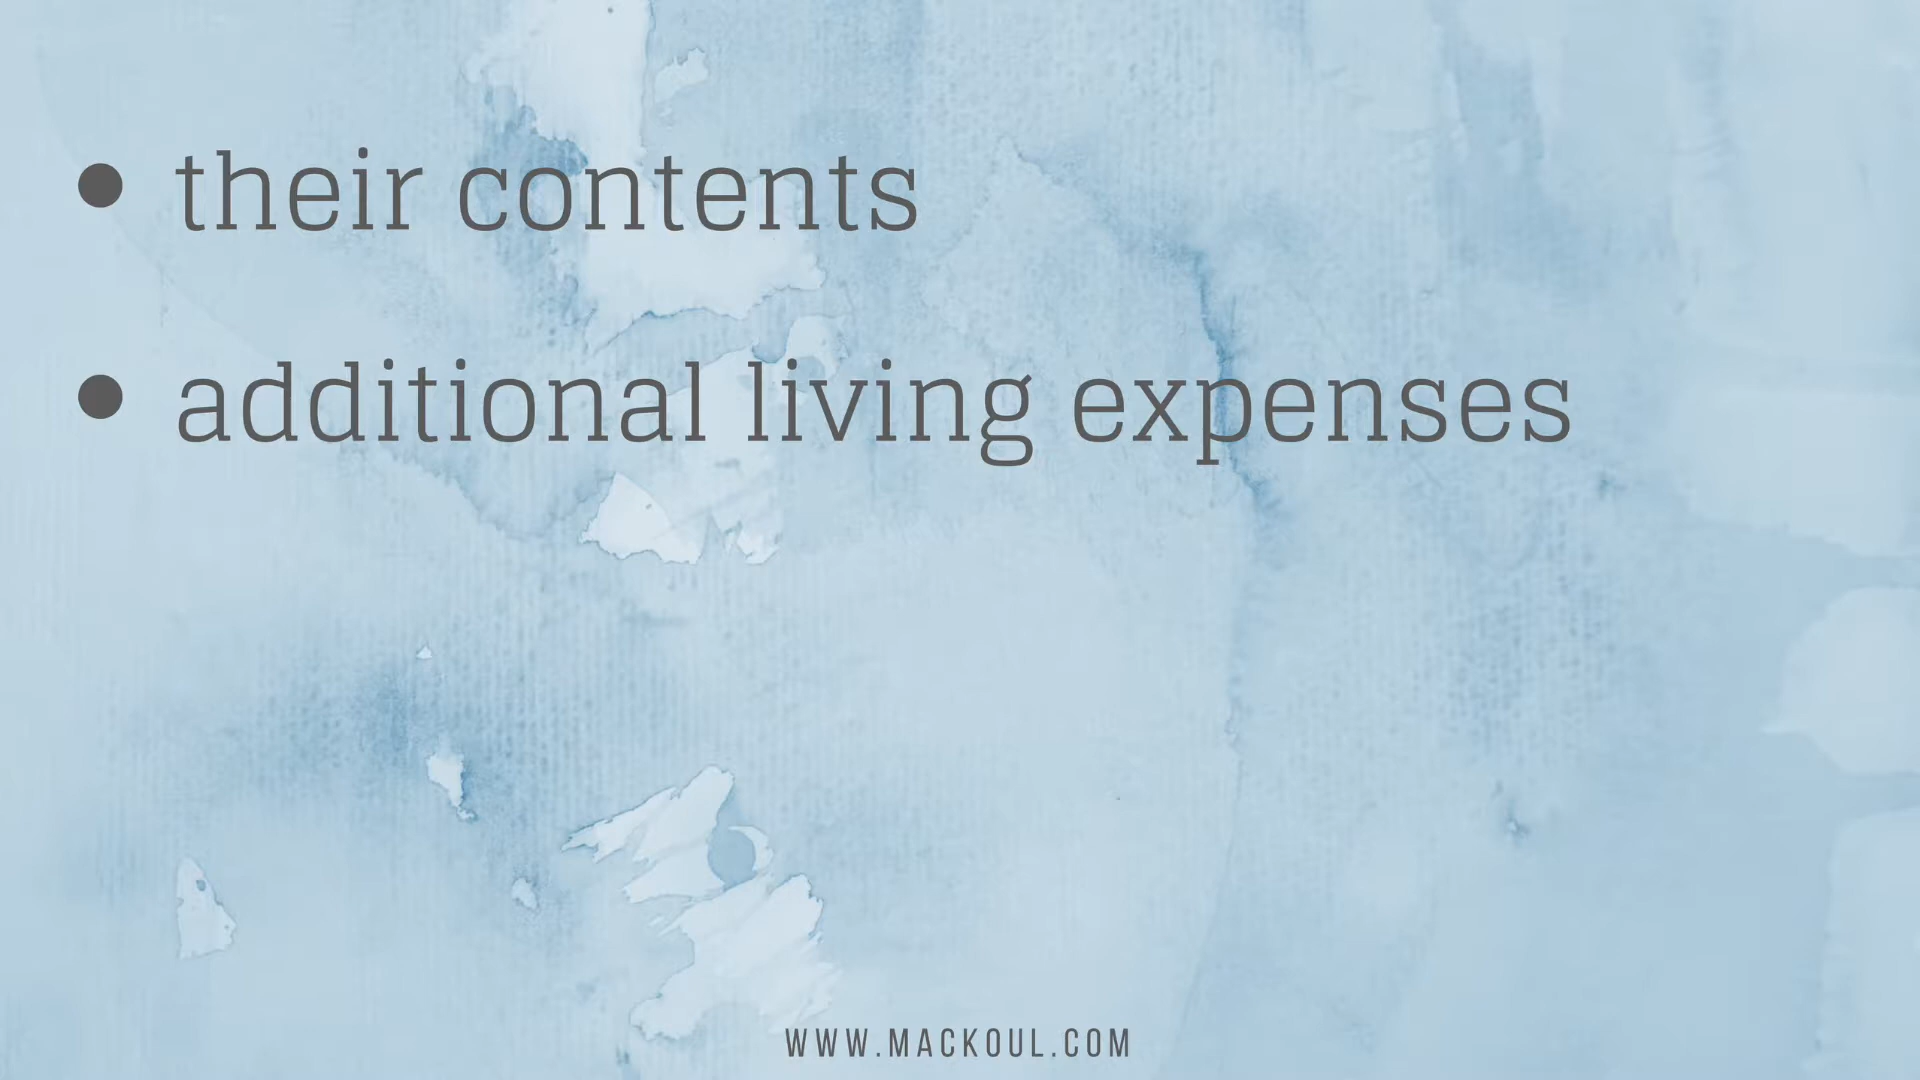 • their contents
• additional living expenses
WWW.MACKOUL.COM